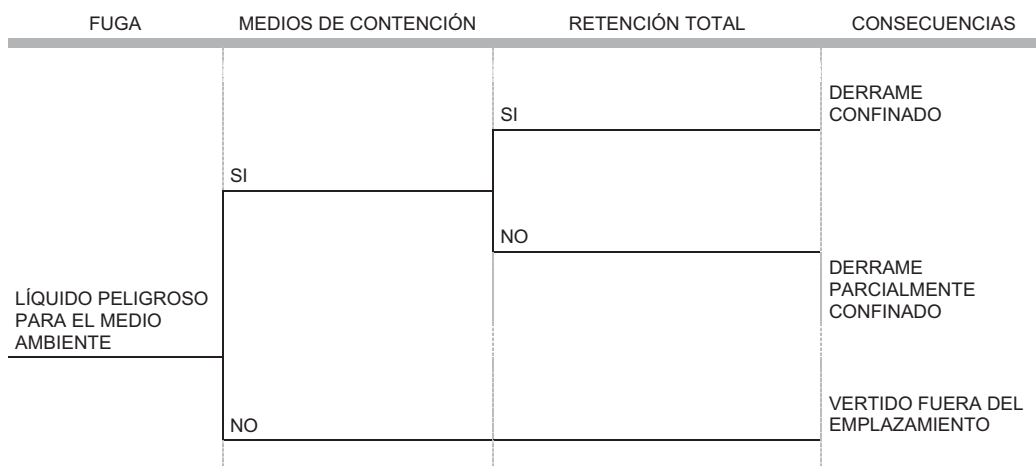 FUGA MEDIOS DE CONTENCIÓN RETENCIÓN TOTAL CONSECUENCIAS
DERRAME
CONFINADO
SI
SI
NO
DERRAME
PARCIALMENTE
CONFINADO
LÍQUIDO PELIGROSO
PARA EL MEDIO
AMBIENTE
VERTIDO FUERA DEL
EMPLAZAMIENTO
NO